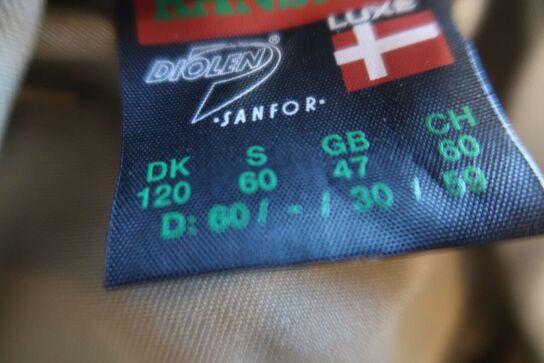 LUXE
DIOLEN
·SANFOR·
DK S GB CH
120 60 47 60
D: 60 / - / 30 / 59